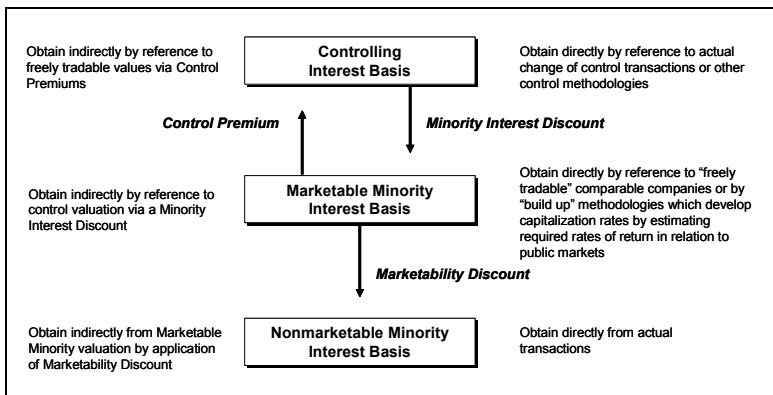 Obtain indirectly by reference to
freely tradable values via Control
Premiums
Controlling
Interest Basis
Obtain directly by reference to actual
change of control transactions or other
control methodologies
Control Premium
Minority Interest Discount
Obtain indirectly by reference to
control valuation via a Minority
Interest Discount
Marketable Minority
Interest Basis
Obtain directly by reference to “freely
tradable” comparable companies or by
“build up” methodologies which develop
capitalization rates by estimating
required rates of return in relation to
public markets
Marketability Discount
Obtain indirectly from Marketable
Minority valuation by application
of Marketability Discount
Nonmarketable Minority
Interest Basis
Obtain directly from actual
transactions